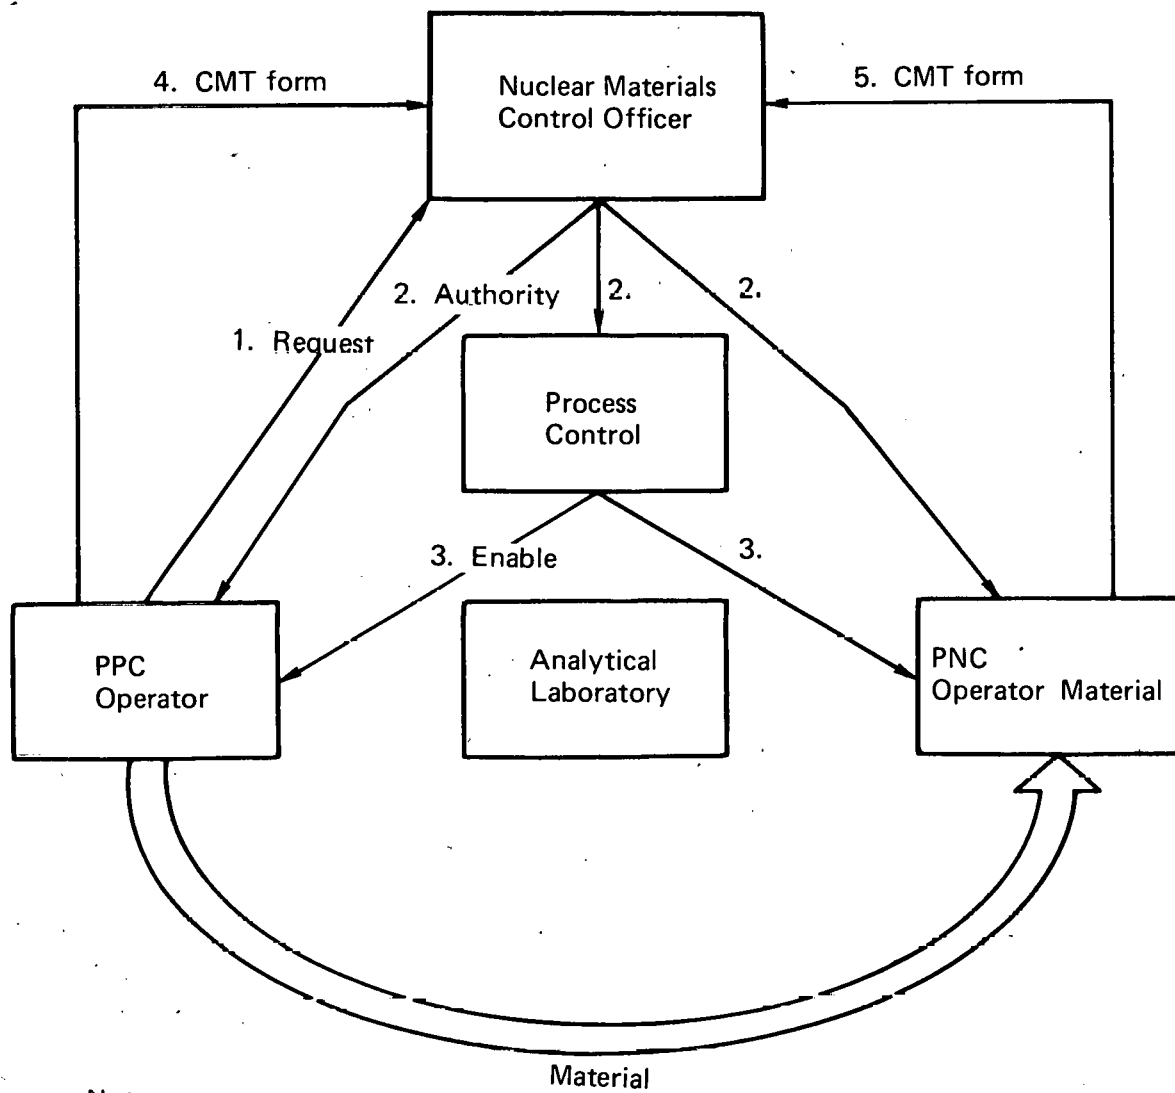 4. CMT form
Nuclear Materials
Control Officer
5. CMT form
2. Authority
2.
2.
1. Request
Process
Control
3. Enable
3.
PPC
Operator
Analytical
Laboratory
PNC
Operator Material
Material